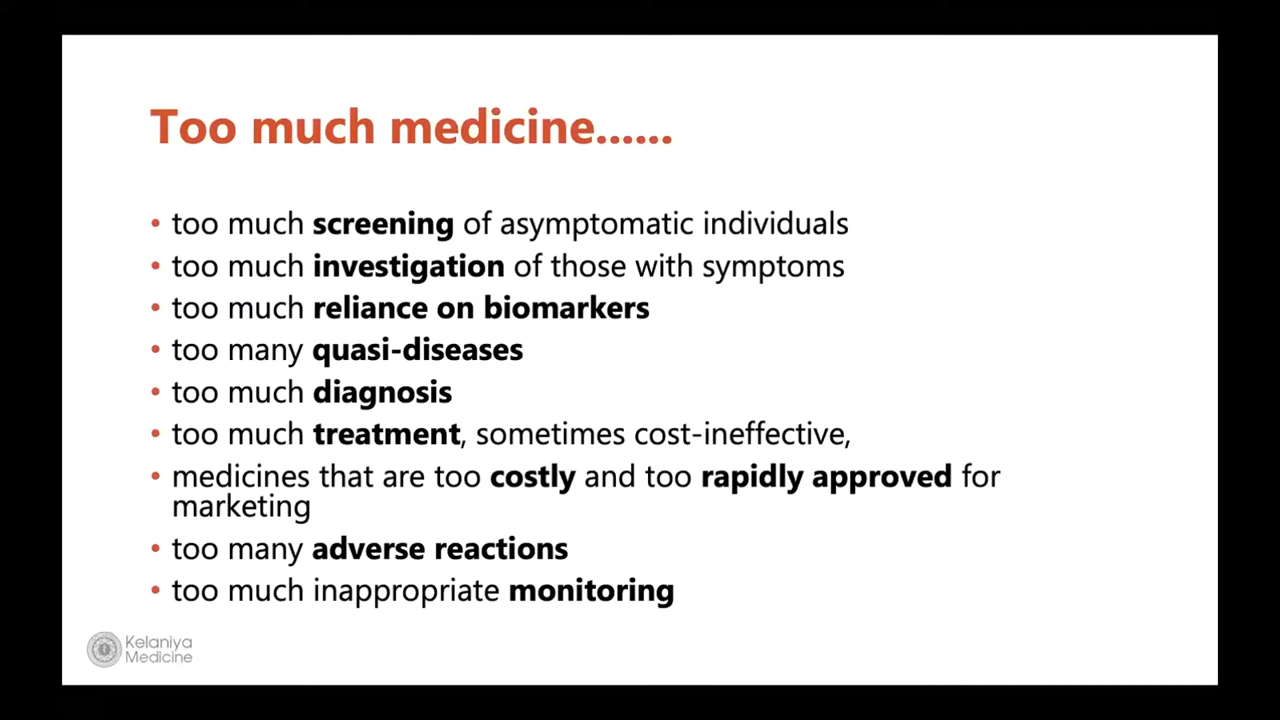 Too much medicine......
• too much screening of asymptomatic individuals
• too much investigation of those with symptoms
• too much reliance on biomarkers
• too many quasi-diseases
• too much diagnosis
• too much treatment, sometimes cost-ineffective,
• medicines that are too costly and too rapidly approved for
marketing
• too many adverse reactions
• too much inappropriate monitoring
Kelaniya
Medicine